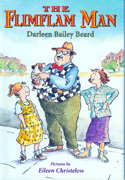 THE
FLIMFLAM MAN
Darleen Bailey Beard
Pictures by
Eileen Christelow